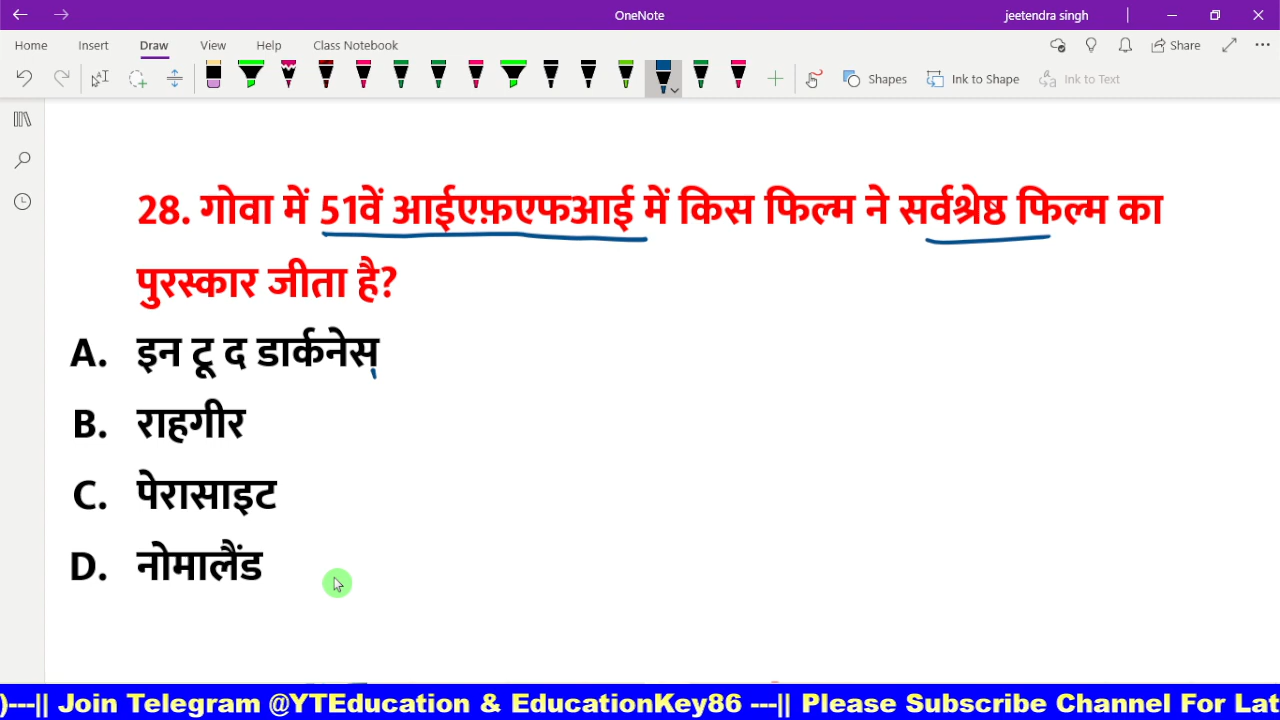 OneNote
jeetendra singh
Home Insert Draw View Help Class Notebook
Share
Shapes Ink to Shape Ink to Text
28. गोवा में 51वें आईएफ़एफआई में किस फिल्म ने सर्वश्रेष्ठ फिल्म का
पुरस्कार जीता है?
A. इन टू द डार्कनेस
B. राहगीर
C. पेरासाइट
D. नोमालैंड
)---|| Join Telegram @YTEducation & EducationKey86 ---|| Please Subscribe Channel For Lat